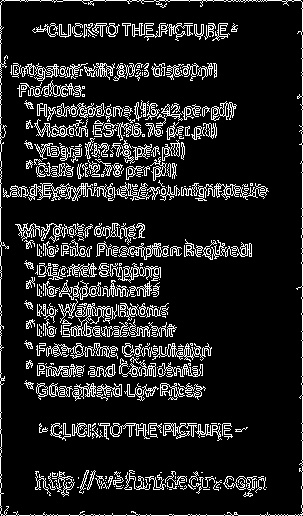 - CLICK TO THE PICTURE -
Drugstore with 80% discount!
Products:
* Hydrocodone ($6.42 per pill)
* Vicodin ES ($6.75 per pill)
* Viagra ($2.78 per pill)
* Cialis ($2.78 per pill)
and Everything else you might desire
Why order online?
* No Prior Prescription Required!
* Discreet Shipping
* No Appointments
* No Waiting Rooms
* No Embarrassment
* Free Online Consultation
* Private and Confidential
* Guaranteed Low Prices
- CLICK TO THE PICTURE -